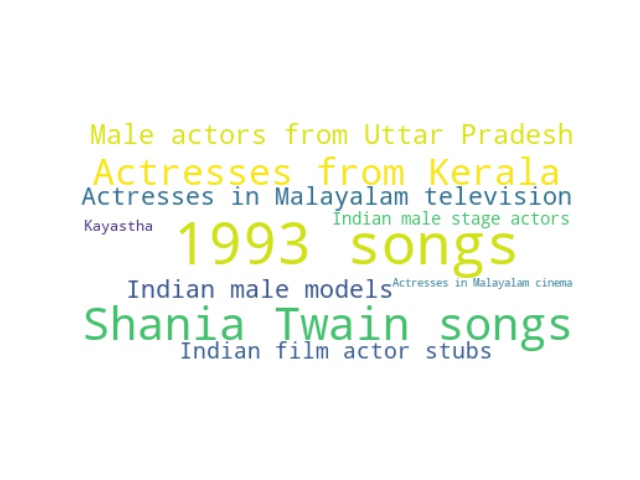 Male actors from Uttar Pradesh
Actresses from Kerala
Actresses in Malayalam television
Kayastha
Indian male stage actors
1993 songs
Indian male models
Actresses in Malayalam cinema
Shania Twain songs
Indian film actor stubs